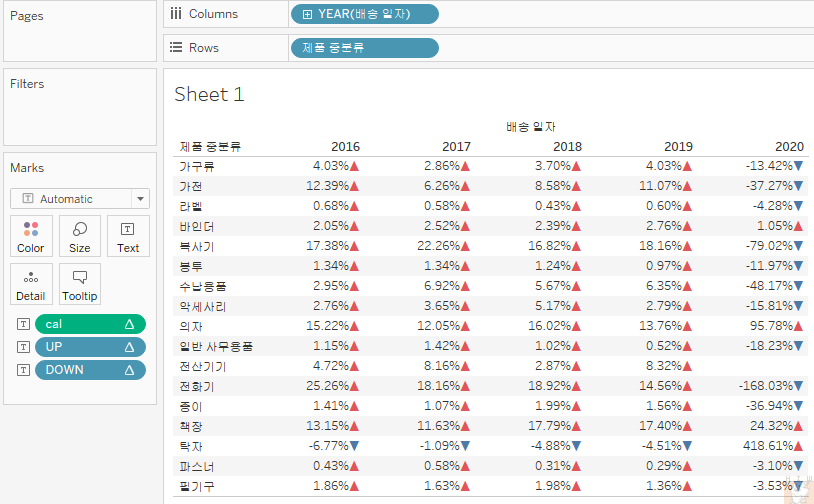 Pages
Columns
YEAR(배송 일자)
Rows
제품 중분류
Filters
Marks
Automatic
Color Size Text
Detail Tooltip
cal
UP
DOWN
Sheet 1
배송 일자
제품 중분류 2016 2017 2018 2019 2020
가구류 4.03%▲ 2.86%▲ 3.70%▲ 4.03%▲ -13.42%▼
가전 12.39%▲ 6.26%▲ 8.58%▲ 11.07%▲ -37.27%▼
라벨 0.68%▲ 0.58%▲ 0.43%▲ 0.60%▲ -4.28%▼
바인더 2.05%▲ 2.52%▲ 2.39%▲ 2.76%▲ 1.05%▲
복사기 17.38%▲ 22.26%▲ 16.82%▲ 18.16%▲ -79.02%▼
봉투 1.34%▲ 1.34%▲ 1.24%▲ 0.97%▲ -11.97%▼
수납용품 2.95%▲ 6.92%▲ 5.67%▲ 6.35%▲ -48.17%▼
악세사리 2.76%▲ 3.65%▲ 5.17%▲ 2.79%▲ -15.81%▼
의자 15.22%▲ 12.05%▲ 16.02%▲ 13.76%▲ 95.78%▲
일반 사무용품 1.15%▲ 1.42%▲ 1.02%▲ 0.52%▲ -18.23%▼
전산기기 4.72%▲ 8.16%▲ 2.87%▲ 8.32%▲
전화기 25.26%▲ 18.16%▲ 18.92%▲ 14.56%▲ -168.03%▼
종이 1.41%▲ 1.07%▲ 1.99%▲ 1.56%▲ -36.94%▼
책장 13.15%▲ 11.63%▲ 17.79%▲ 17.40%▲ 24.32%▲
탁자 -6.77%▼ -1.09%▼ -4.88%▼ -4.51%▼ 418.61%▲
파스너 0.43%▲ 0.58%▲ 0.31%▲ 0.29%▲ -3.10%▼
필기구 1.86%▲ 1.63%▲ 1.98%▲ 1.36%▲ -3.53%▼